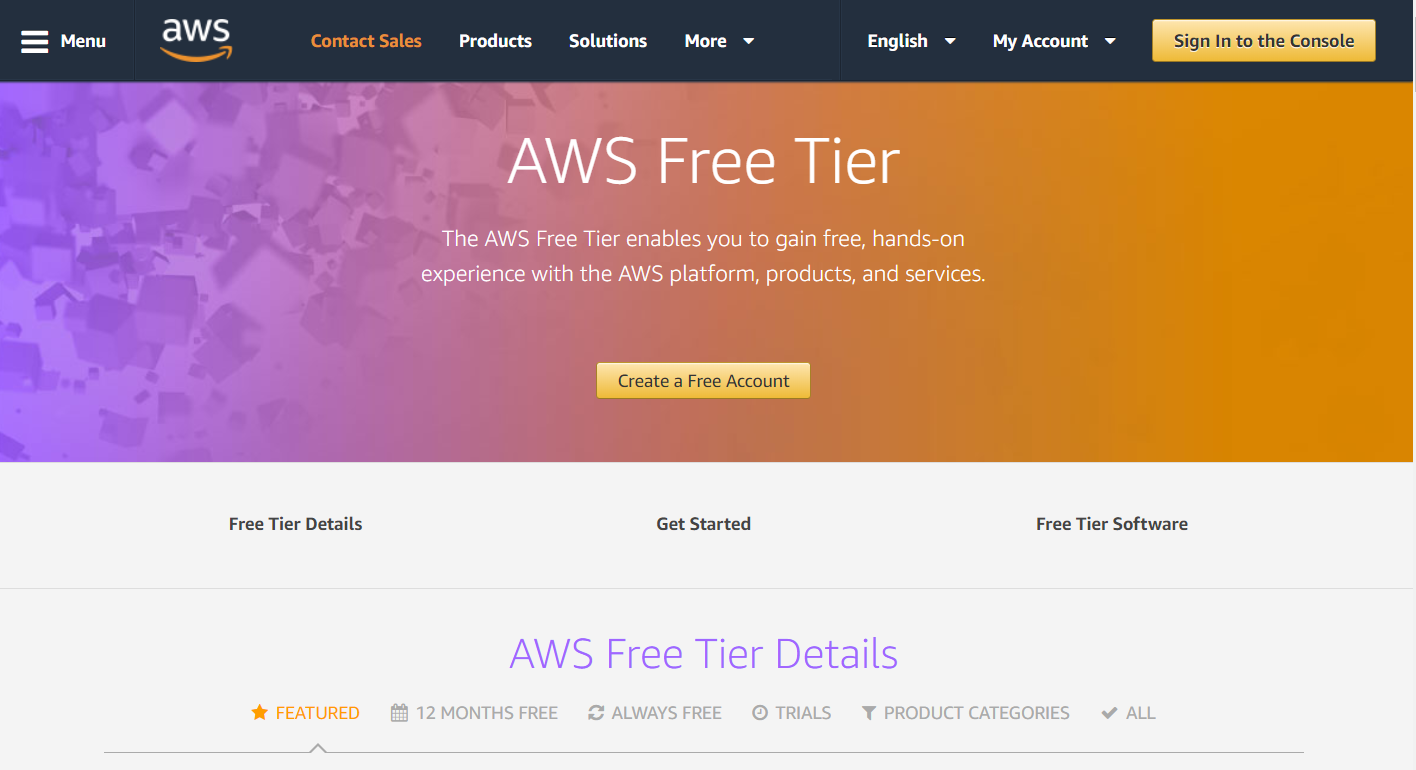 Menu
aws
Contact Sales
Products
Solutions
More
English
My Account
Sign In to the Console
AWS Free Tier
The AWS Free Tier enables you to gain free, hands-on
experience with the AWS platform, products, and services.
Create a Free Account
Free Tier Details
Get Started
Free Tier Software
AWS Free Tier Details
FEATURED
12 MONTHS FREE
ALWAYS FREE
TRIALS
PRODUCT CATEGORIES
ALL